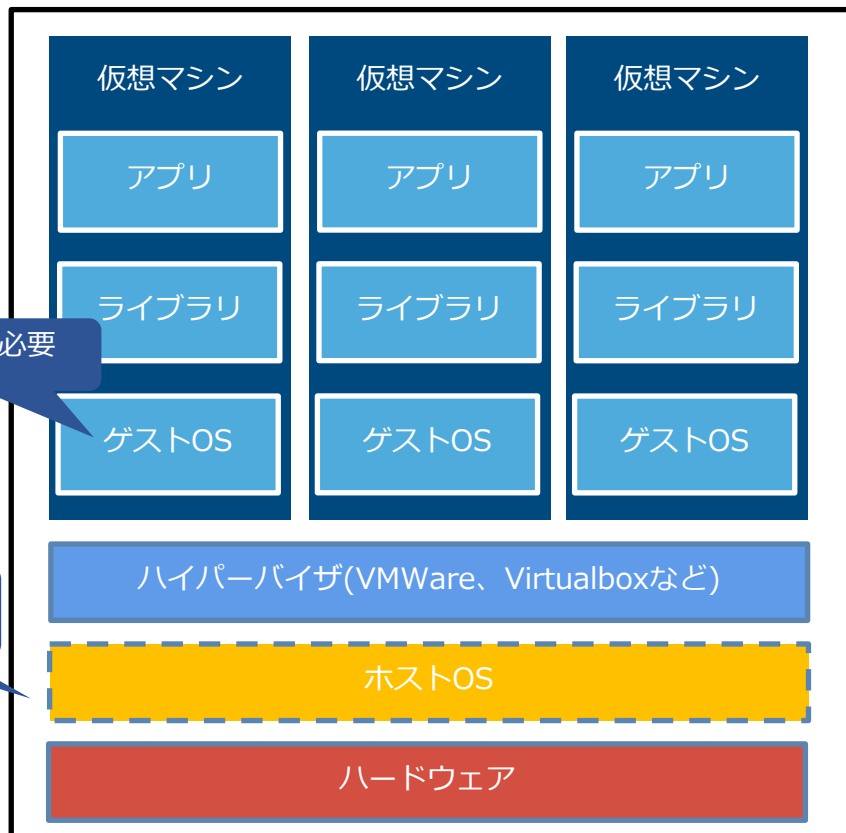 仮想マシン 仮想マシン 仮想マシン
アプリ アプリ アプリ
ライブラリ ライブラリ ライブラリ
必要
ゲストOS ゲストOS ゲストOS
ハイパーバイザ(VMWare、Virtualboxなど)
ホストOS
ハードウェア